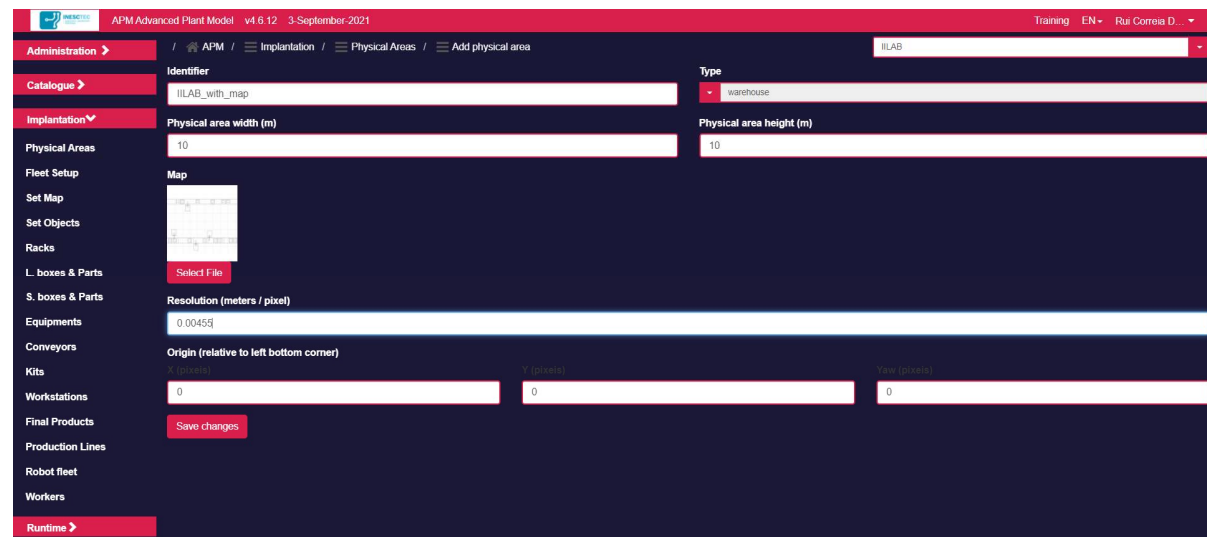 INESCTEC APM Advanced Plant Model v4.6.12 3-September-2021 Training EN Rui Correia D...
Administration / APM / Implantation / Physical Areas / Add physical area IILAB
Identifier Type
Catalogue IILAB_with_map warehouse
Implantation Physical area width (m) Physical area height (m)
Physical Areas 10 10
Fleet Setup Map
Set Map
Set Objects
Racks
L. boxes & Parts Select File
S. boxes & Parts Resolution (meters / pixel)
Equipments 0.00455
Conveyors Origin (relative to left bottom corner)
Kits X (pixels) Y (pixels) Yaw (pixels)
Workstations 0 0 0
Final Products Save changes
Production Lines
Robot fleet
Workers
Runtime